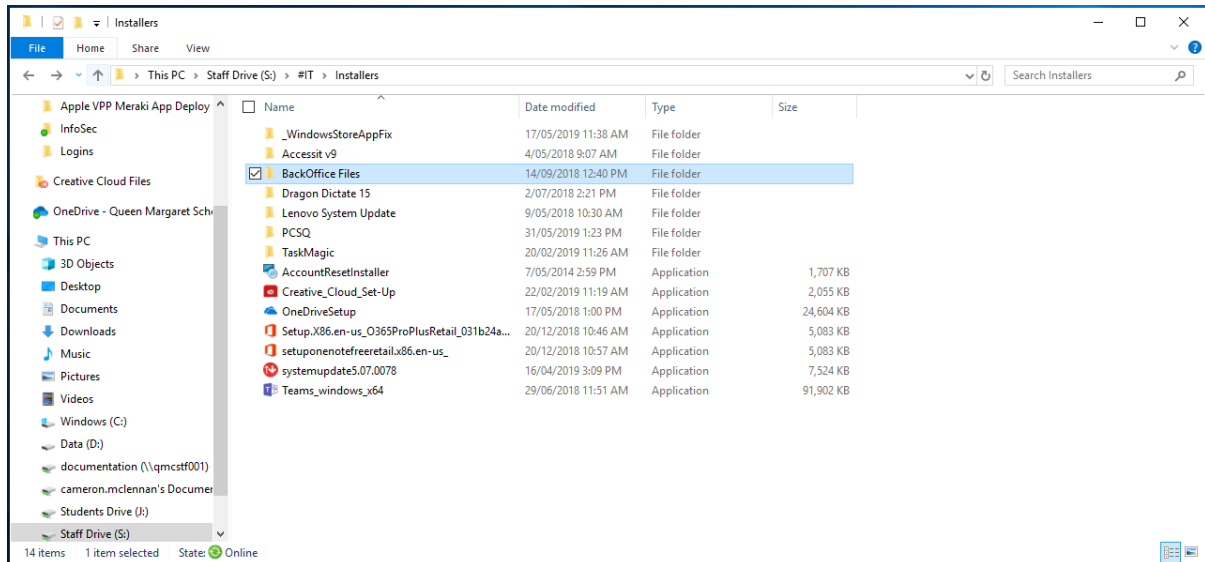 Installers
File Home Share View
This PC > Staff Drive (S:) > #IT > Installers
Search Installers
Apple VPP Meraki App Deploy
InfoSec
Logins
Creative Cloud Files
OneDrive - Queen Margaret Scho
This PC
3D Objects
Desktop
Documents
Downloads
Music
Pictures
Videos
Windows (C:)
Data (D:)
documentation (\\qmcstf001)
cameron.mclennan's Documen
Students Drive (J:)
Staff Drive (S:)
Name Date modified Type Size
_WindowsStoreAppFix 17/05/2019 11:38 AM File folder
Accessit v9 4/05/2018 9:07 AM File folder
BackOffice Files 14/09/2018 12:40 PM File folder
Dragon Dictate 15 2/07/2018 2:21 PM File folder
Lenovo System Update 9/05/2018 10:30 AM File folder
PCSQ 31/05/2019 1:23 PM File folder
TaskMagic 20/02/2019 11:26 AM File folder
AccountResetInstaller 7/05/2014 2:59 PM Application 1,707 KB
Creative_Cloud_Set-Up 22/02/2019 11:19 AM Application 2,055 KB
OneDriveSetup 17/05/2018 1:00 PM Application 24,604 KB
Setup.X86.en-us_O365ProPlusRetail_031b24a... 20/12/2018 10:46 AM Application 5,083 KB
setuponenotefreeretail.x86.en-us_ 20/12/2018 10:57 AM Application 5,083 KB
systemupdate5.07.0078 16/04/2019 3:09 PM Application 7,524 KB
Teams_windows_x64 29/06/2018 11:51 AM Application 91,902 KB
14 items 1 item selected State: Online